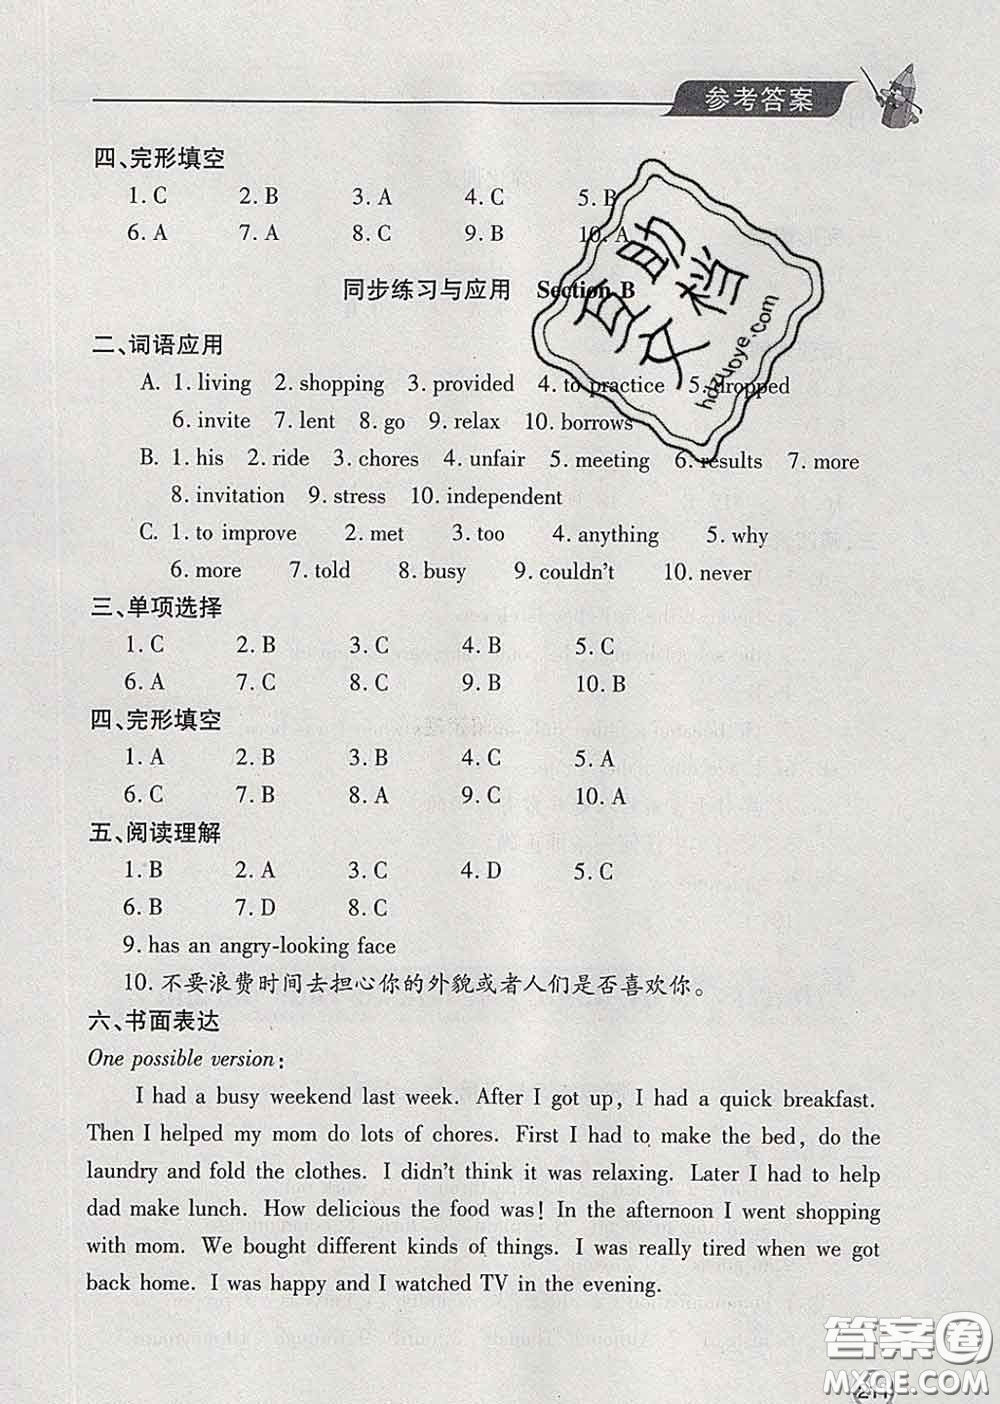 参考答案
四、完形填空
1. C 2. B 3. A 4. C 5. B
6. A 7. A 8. C 9. B 10. A
同步练习与应用 Section B
二、词语应用
A. 1. living 2. shopping 3. provided 4. to practice 5. dropped
6. invite 7. lent 8. go 9. relax 10. borrows
B. 1. his 2. ride 3. chores 4. unfair 5. meeting 6. results 7. more
8. invitation 9. stress 10. independent
C. 1. to improve 2. met 3. too 4. anything 5. why
6. more 7. told 8. busy 9. couldn't 10. never
三、单项选择
1. C 2. B 3. C 4. B 5. C
6. A 7. C 8. C 9. B 10. B
四、完形填空
1. A 2. B 3. B 4. C 5. A
6. C 7. B 8. A 9. C 10. A
五、阅读理解
1. B 2. A 3. C 4. D 5. C
6. B 7. D 8. C
9. has an angry-looking face
10. 不要浪费时间去担心你的外貌或者人们是否喜欢你。
六、书面表达
One possible version:
I had a busy weekend last week. After I got up, I had a quick breakfast.
Then I helped my mom do lots of chores. First I had to make the bed, do the
laundry and fold the clothes. I didn't think it was relaxing. Later I had to help
dad make lunch. How delicious the food was! In the afternoon I went shopping
with mom. We bought different kinds of things. I was really tired when we got
back home. I was happy and I watched TV in the evening.
互助文档
hdzuoye.com
答案圈
MXQE.COM